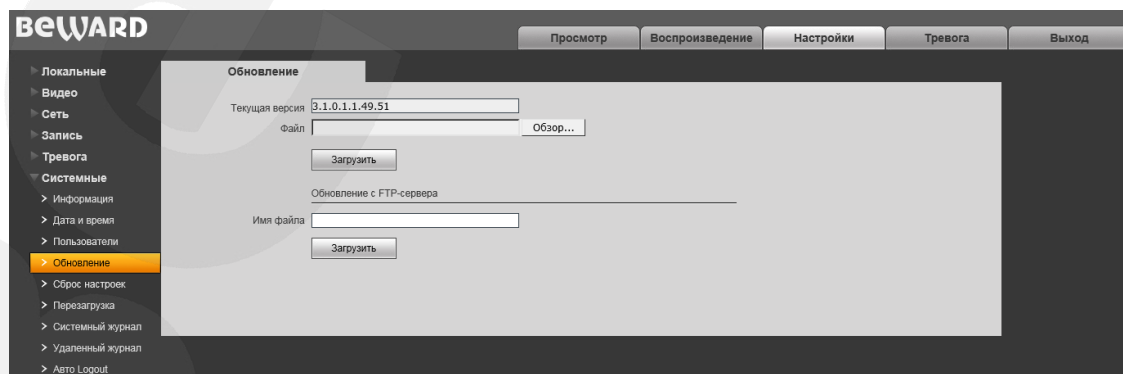 BEWARD
Просмотр
Воспроизведение
Настройки
Тревога
Выход
Локальные
Видео
Сеть
Запись
Тревога
Системные
Информация
Дата и время
Пользователи
Обновление
Сброс настроек
Перезагрузка
Системный журнал
Удаленный журнал
Авто Logout
Обновление
Текущая версия 3.1.0.1.1.49.51
Файл Обзор...
Загрузить
Обновление с FTP-сервера
Имя файла
Загрузить